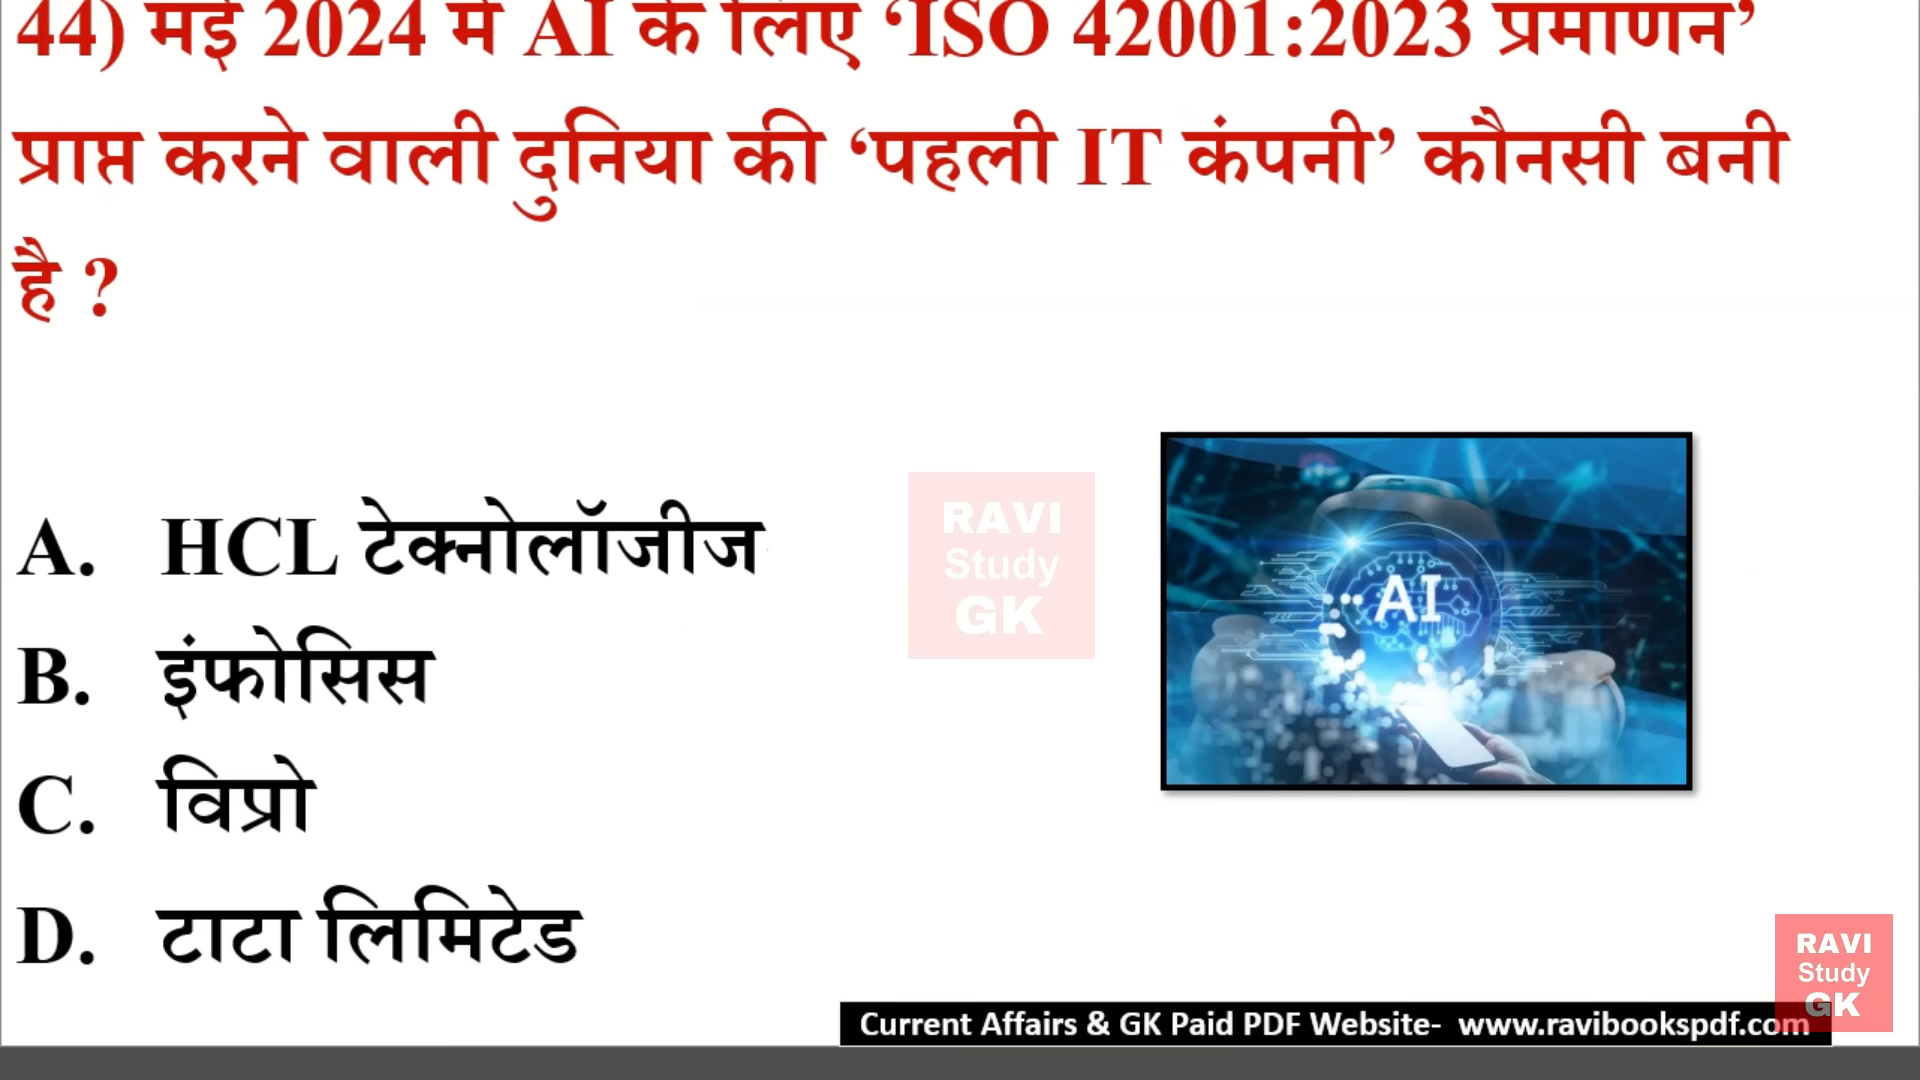 44) मई 2024 में AI के लिए ‘ISO 42001:2023 प्रमाणन’
प्राप्त करने वाली दुनिया की ‘पहली IT कंपनी’ कौनसी बनी
है ?
A. HCL टेक्नोलॉजीज
B. इंफोसिस
C. विप्रो
D. टाटा लिमिटेड
RAVI
Study
GK
AI
RAVI
Study
GK
Current Affairs & GK Paid PDF Website- www.ravibookspdf.com